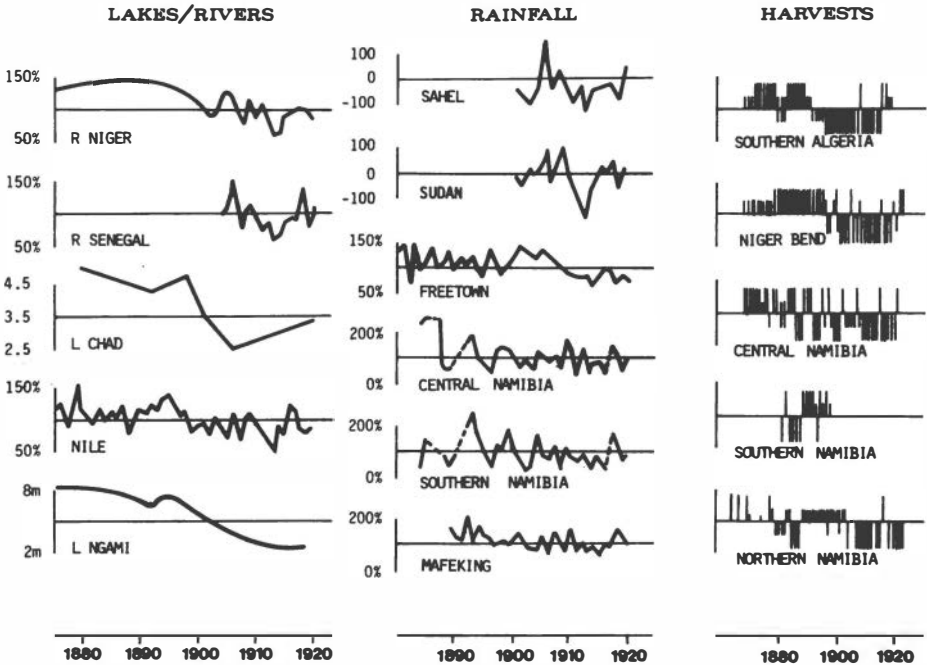 LAKES/RIVERS
150%
50%
R NIGER
150%
50%
R SENEGAL
4.5
3.5
2.5
L CHAD
150%
50%
NILE
8m
2m
L NGAMI
1880 1890 1900 1910 1920
RAINFALL
100
0
-100
SAHEL
100
0
-100
SUDAN
150%
50%
FREETOWN
200%
0%
CENTRAL NAMIBIA
200%
0%
SOUTHERN NAMIBIA
200%
0%
MAFEKING
1890 1900 1910 1920
HARVESTS
SOUTHERN ALGERIA
NIGER BEND
CENTRAL NAMIBIA
SOUTHERN NAMIBIA
NORTHERN NAMIBIA
1880 1900 1920